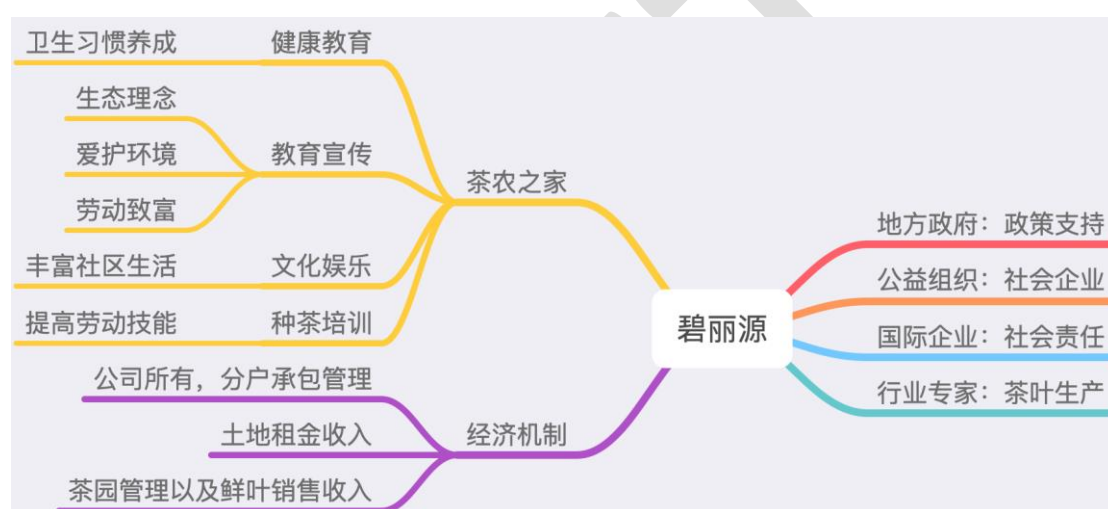 卫生习惯养成
健康教育
生态理念
爱护环境
教育宣传
劳动致富
丰富社区生活
文化娱乐
提高劳动技能
种茶培训
茶农之家
公司所有，分户承包管理
土地租金收入
经济机制
茶园管理以及鲜叶销售收入
碧丽源
地方政府：政策支持
公益组织：社会企业
国际企业：社会责任
行业专家：茶叶生产